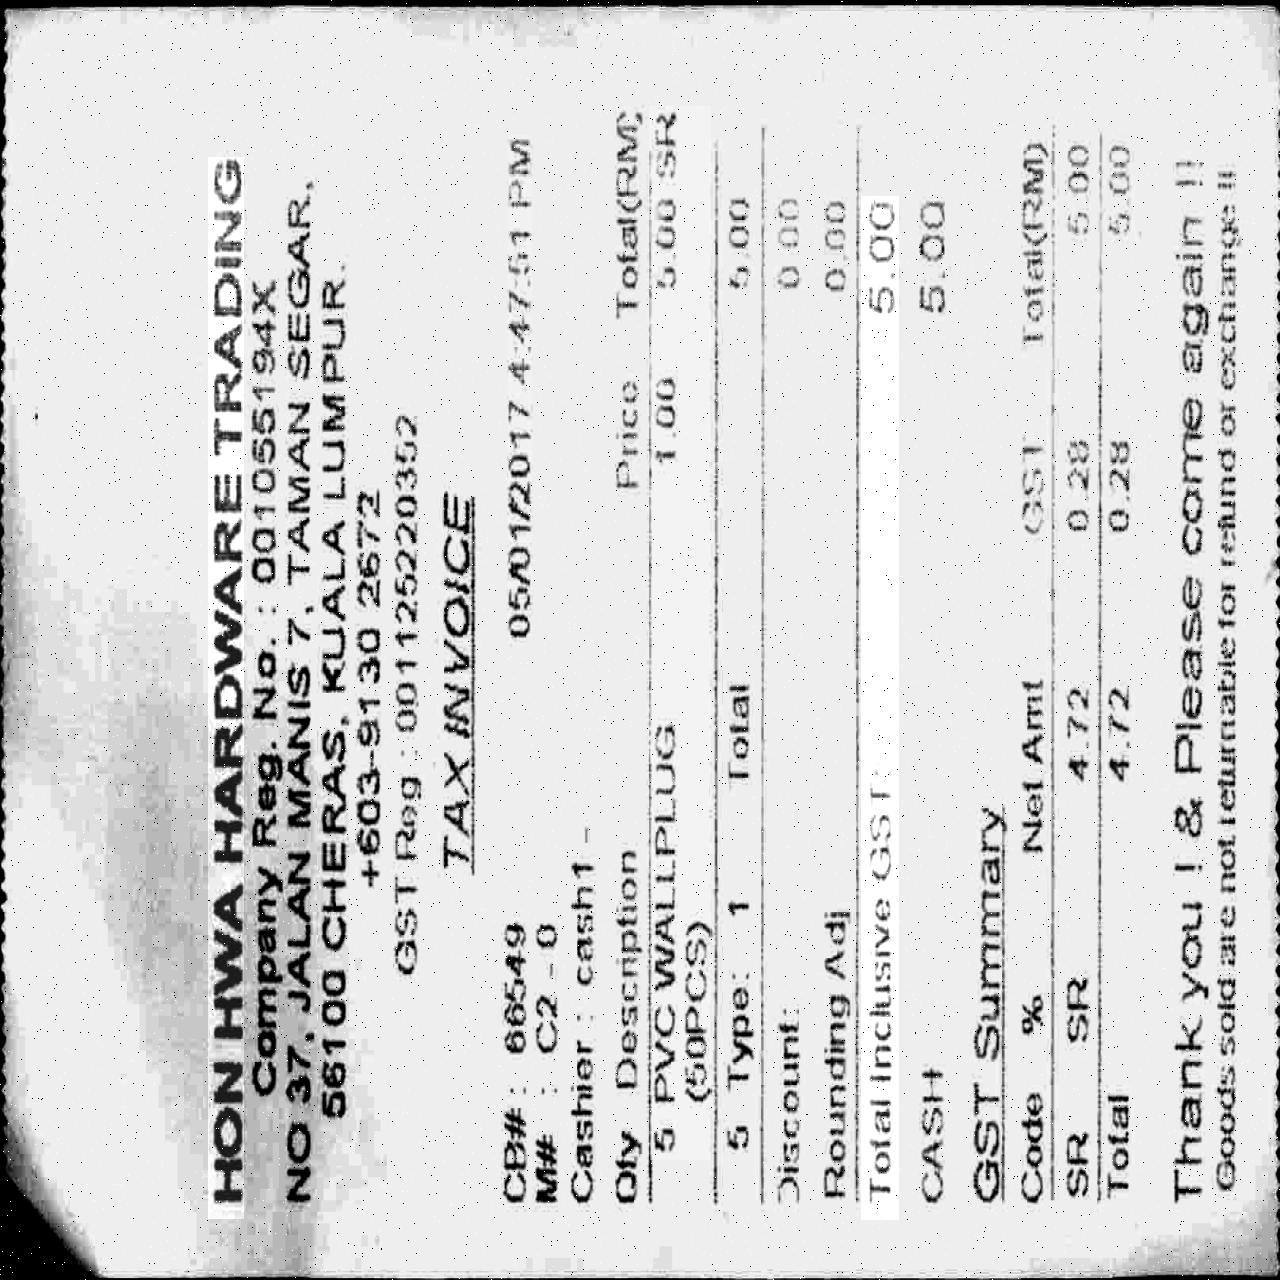 HON HWA HARDWARE TRADING
Company Reg. No. : 001055194X
NO 37, JALAN MANIS 7, TAMAN SEGAR,
56100 CHERAS, KUALA LUMPUR.
+603-9130 2672
GST Reg : 001125220352
TAX INVOICE
CB# : 66549 05/01/2017 4:47:51 PM
M# : C2 - 0
Cashier : cash1 -
Qty Description Price Total(RM)
5 PVC WALLPLUG 1.00 5.00 SR
(50PCS)
5 Type: 1 Total 5.00
Discount: 0.00
Rounding Adj 0.00
Total Inclusive GST: 5.00
CASH 5.00
GST Summary
Code % Net Amt GST Total(RM)
SR SR 4.72 0.28 5.00
Total 4.72 0.28 5.00
Thank you ! & Please come again !!
Goods sold are not returnable for refund or exchange !!